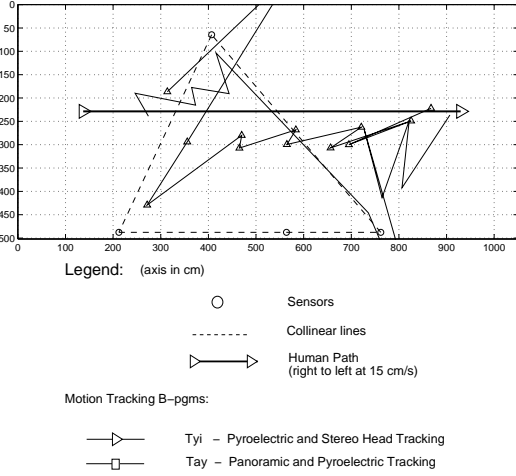 0
50
100
150
200
250
300
350
400
450
500
0 100 200 300 400 500 600 700 800 900 1000
Legend: (axis in cm)
Sensors
Collinear lines
Human Path
(right to left at 15 cm/s)
Motion Tracking B−pgms:
Tyi − Pyroelectric and Stereo Head Tracking
Tay − Panoramic and Pyroelectric Tracking